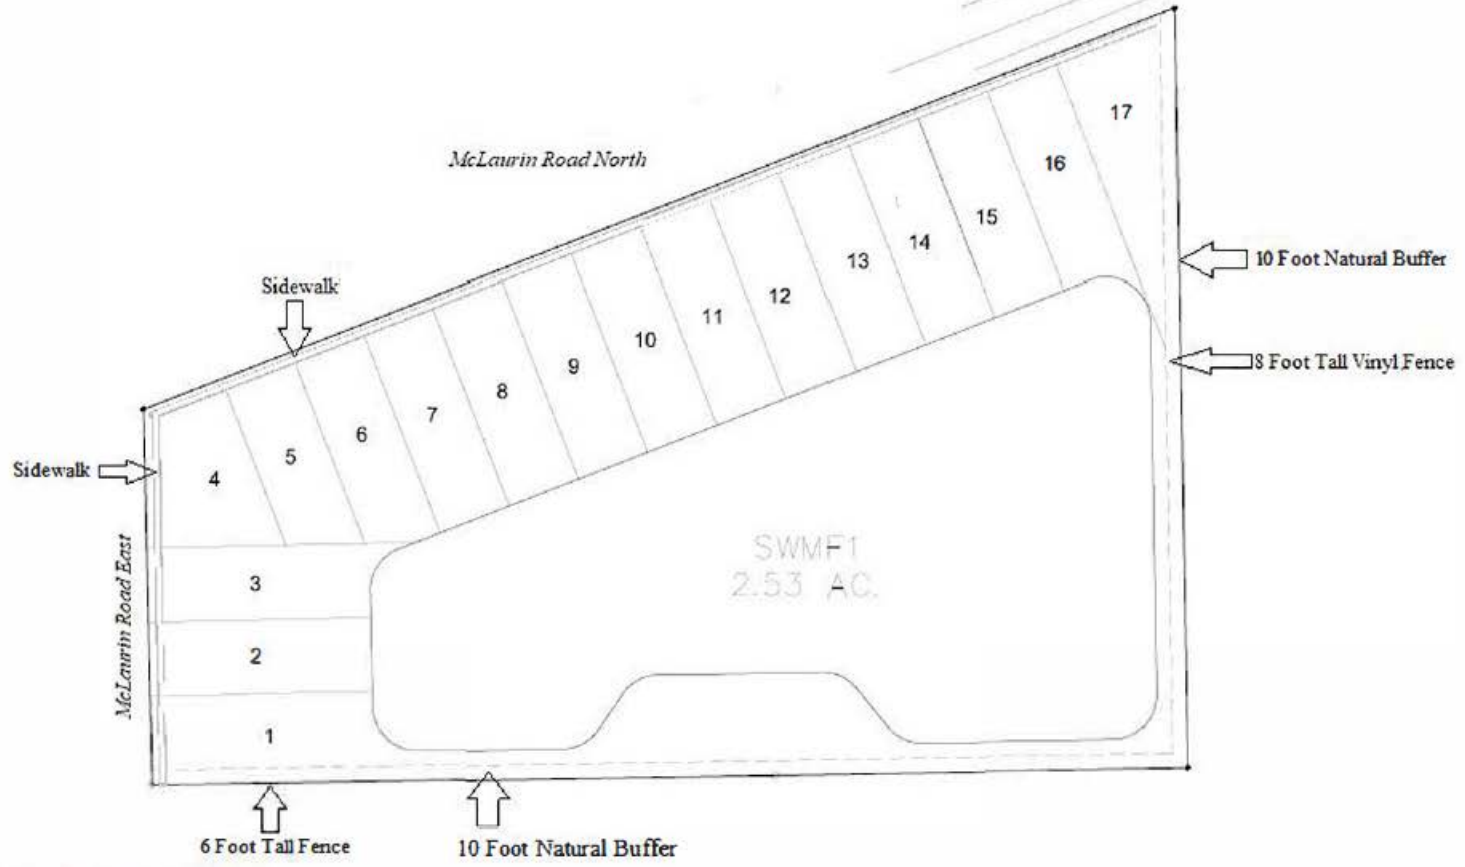 17
McLaurin Road North
16
15
14
10 Foot Natural Buffer
13
Sidewalk
12
11
10
8 Foot Tall Vinyl Fence
9
8
7
6
5
Sidewalk
4
McLaurin Road East
SWMF1
2.53 AC.
3
2
1
6 Foot Tall Fence
10 Foot Natural Buffer